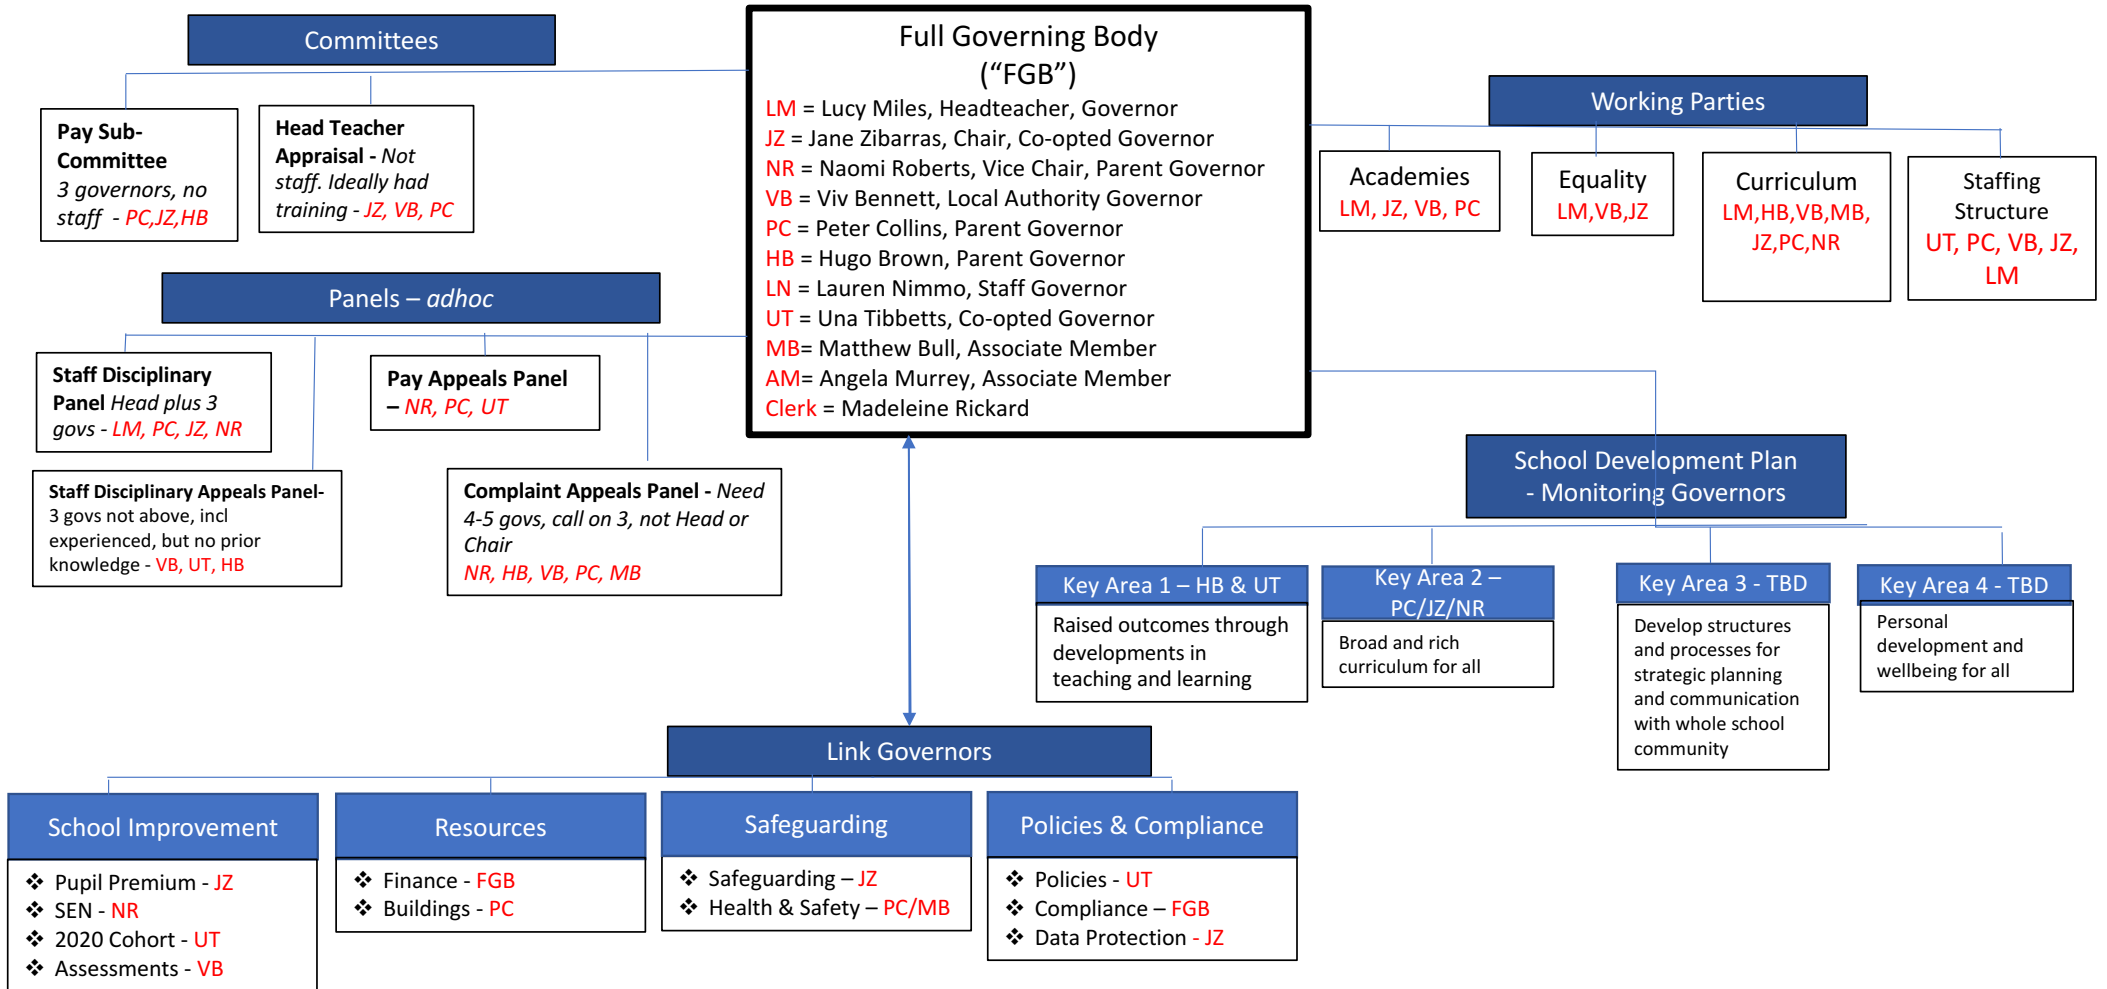 Committees
Pay Sub-
Committee
3 governors, no
staff - PC,JZ,HB
Head Teacher
Appraisal - Not
staff. Ideally had
training - JZ, VB, PC
Panels – adhoc
Staff Disciplinary
Panel Head plus 3
govs - LM, PC, JZ, NR
Pay Appeals Panel
– NR, PC, UT
Staff Disciplinary Appeals Panel-
3 govs not above, incl
experienced, but no prior
knowledge - VB, UT, HB
Complaint Appeals Panel - Need
4-5 govs, call on 3, not Head or
Chair
NR, HB, VB, PC, MB
Full Governing Body
(“FGB”)
LM = Lucy Miles, Headteacher, Governor
JZ = Jane Zibarras, Chair, Co-opted Governor
NR = Naomi Roberts, Vice Chair, Parent Governor
VB = Viv Bennett, Local Authority Governor
PC = Peter Collins, Parent Governor
HB = Hugo Brown, Parent Governor
LN = Lauren Nimmo, Staff Governor
UT = Una Tibbetts, Co-opted Governor
MB= Matthew Bull, Associate Member
AM= Angela Murrey, Associate Member
Clerk = Madeleine Rickard
Working Parties
Academies
LM, JZ, VB, PC
Equality
LM,VB,JZ
Curriculum
LM,HB,VB,MB,
JZ,PC,NR
Staffing
Structure
UT, PC, VB, JZ,
LM
School Development Plan
- Monitoring Governors
Key Area 1 – HB & UT
Raised outcomes through
developments in
teaching and learning
Key Area 2 –
PC/JZ/NR
Broad and rich
curriculum for all
Key Area 3 - TBD
Develop structures
and processes for
strategic planning
and communication
with whole school
community
Key Area 4 - TBD
Personal
development and
wellbeing for all
Link Governors
School Improvement
❖ Pupil Premium - JZ
❖ SEN - NR
❖ 2020 Cohort - UT
❖ Assessments - VB
Resources
❖ Finance - FGB
❖ Buildings - PC
Safeguarding
❖ Safeguarding – JZ
❖ Health & Safety – PC/MB
Policies & Compliance
❖ Policies - UT
❖ Compliance – FGB
❖ Data Protection - JZ